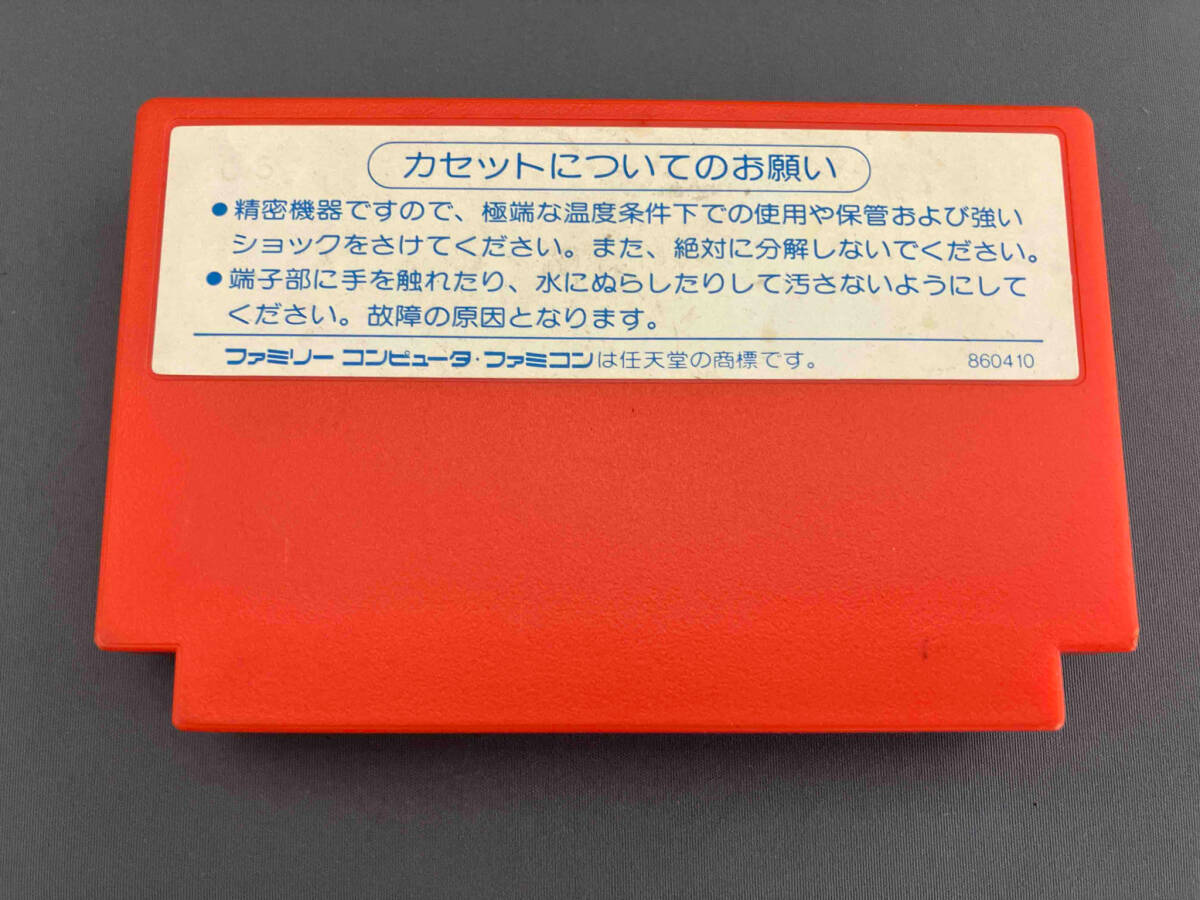 カセットについてのお願い
●精密機器ですので、極端な温度条件下での使用や保管および強い
ショックをさけてください。また、絶対に分解しないでください。
●端子部に手を触れたり、水にぬらしたりして汚さないようにして
ください。故障の原因となります。
ファミリー コンピュータ・ファミコンは任天堂の商標です。 860410